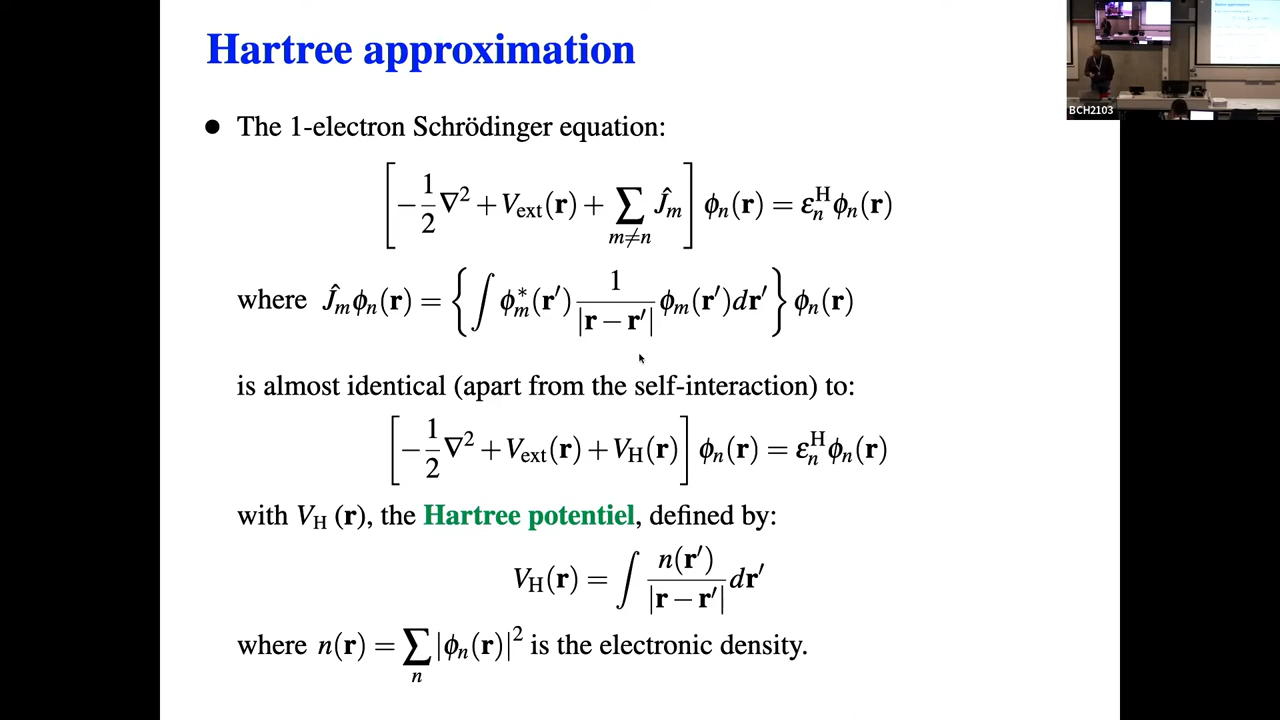 Hartree approximation
BCH2103
● The 1-electron Schrödinger equation:
[−1/2 ∇² + V_ext(r) + ∑_{m≠n} Ĵ_m] ϕ_n(r) = ε_n^H ϕ_n(r)
where Ĵ_m ϕ_n(r) = {∫ ϕ_m^*(r′) 1/|r − r′| ϕ_m(r′)dr′} ϕ_n(r)
is almost identical (apart from the self-interaction) to:
[−1/2 ∇² + V_ext(r) + V_H(r)] ϕ_n(r) = ε_n^H ϕ_n(r)
with V_H (r), the Hartree potentiel, defined by:
V_H(r) = ∫ n(r′)/|r − r′| dr′
where n(r) = ∑_n |ϕ_n(r)|² is the electronic density.